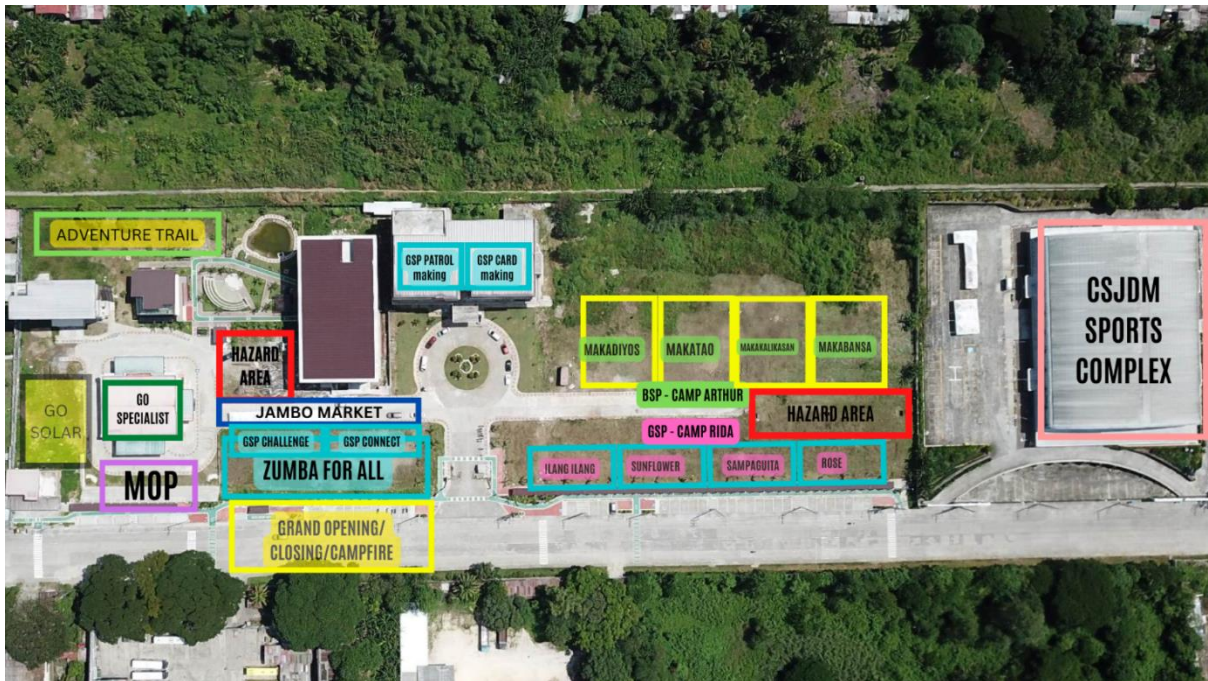 ADVENTURE TRAIL
GSP PATROL
making
GSP CARD
making
CSJDM
SPORTS
COMPLEX
MAKADIYOS
MAKATAO
MAKAKALIKASAN
MAKABANSA
HAZARD
AREA
GO
SPECIALIST
GO
SOLAR
JAMBO MARKET
BSP - CAMP ARTHUR
HAZARD AREA
GSP - CAMP RIDA
GSP CHALLENGE
GSP CONNECT
ZUMBA FOR ALL
ILANG ILANG
SUNFLOWER
SAMPAGUITA
ROSE
MOP
GRAND OPENING/
CLOSING/CAMPFIRE
H